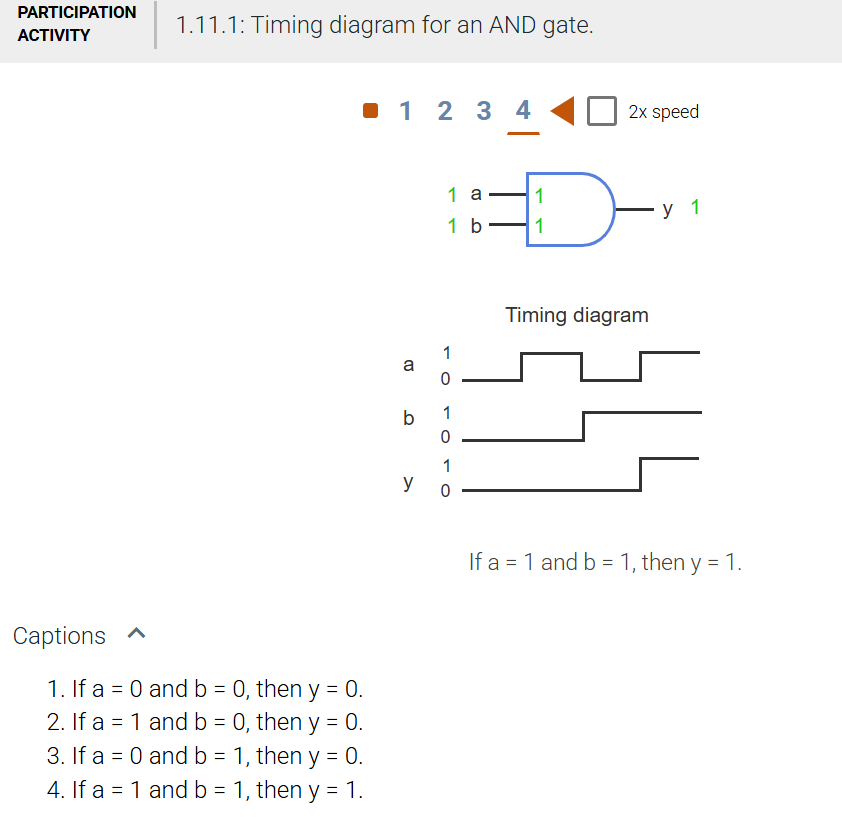 PARTICIPATION
ACTIVITY
1.11.1: Timing diagram for an AND gate.
1 2 3 4 2x speed
1 a 1
y 1
1 b 1
Timing diagram
1
a
0
1
b
0
1
y
0
If a = 1 and b = 1, then y = 1.
Captions
1. If a = 0 and b = 0, then y = 0.
2. If a = 1 and b = 0, then y = 0.
3. If a = 0 and b = 1, then y = 0.
4. If a = 1 and b = 1, then y = 1.